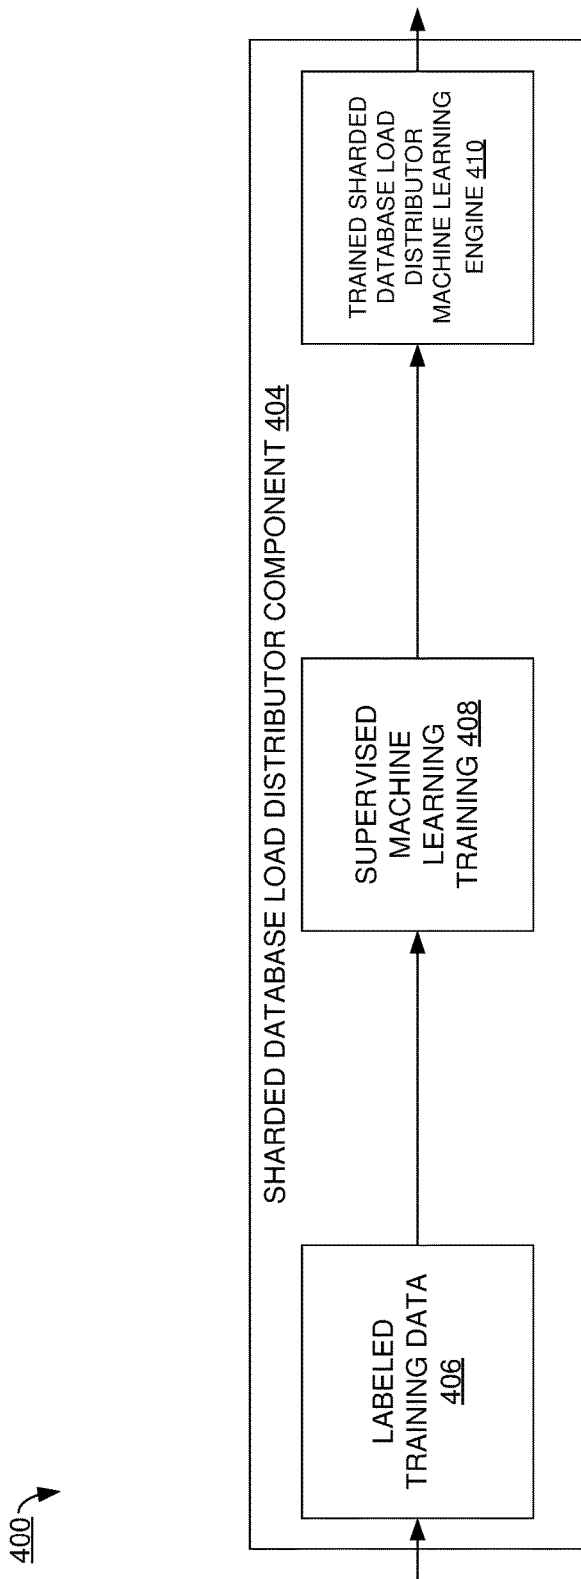 400
SHARDED DATABASE LOAD DISTRIBUTOR COMPONENT 404
LABELED
TRAINING DATA
406
SUPERVISED
MACHINE
LEARNING
TRAINING 408
TRAINED SHARDED
DATABASE LOAD
DISTRIBUTOR
MACHINE LEARNING
ENGINE 410